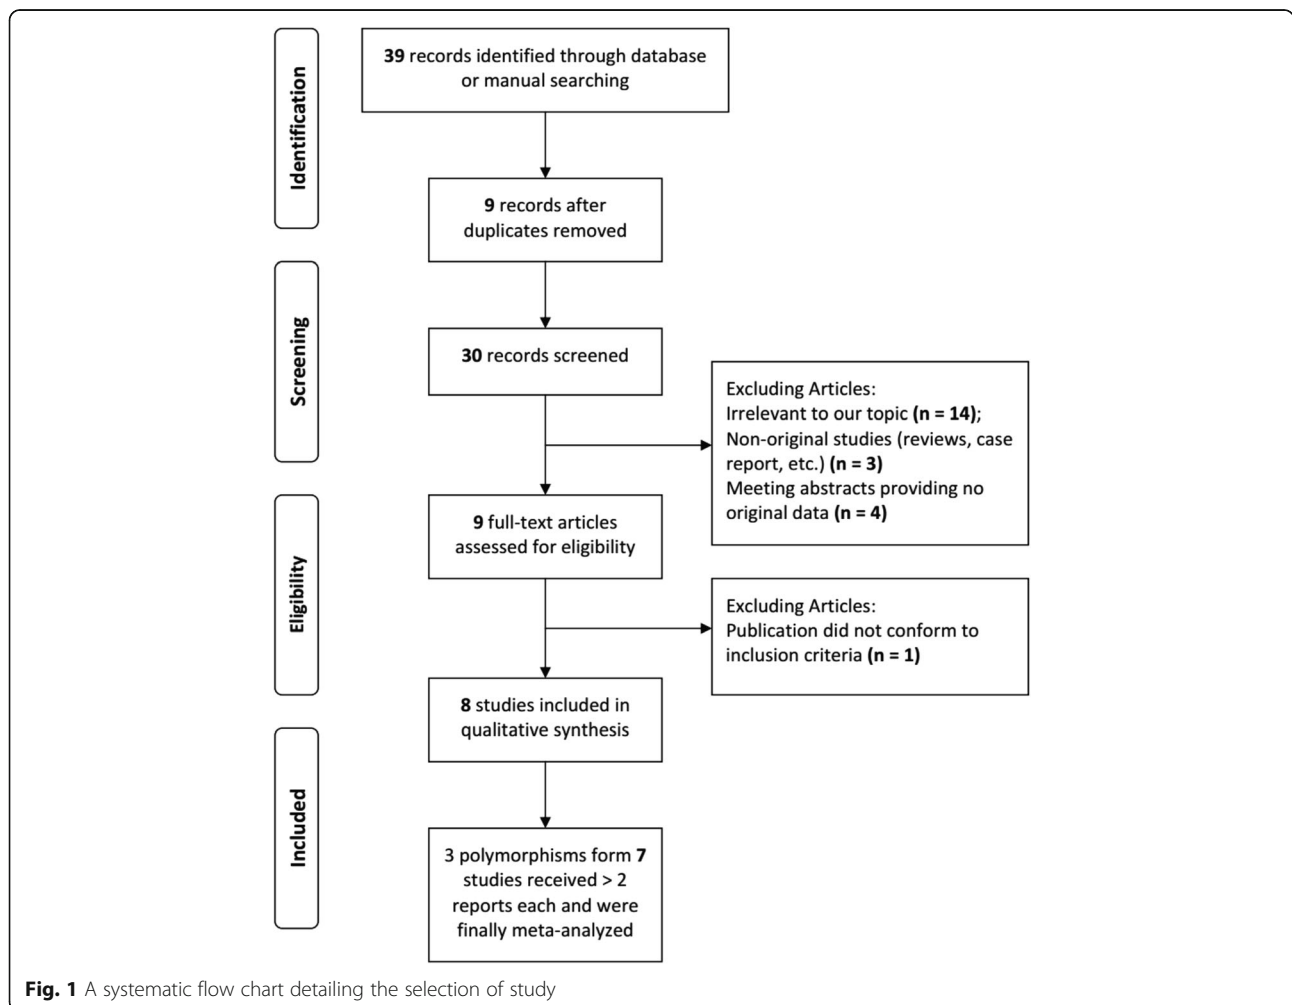 Identification
39 records identified through database
or manual searching
9 records after
duplicates removed
Screening
30 records screened
Excluding Articles:
Irrelevant to our topic (n = 14);
Non-original studies (reviews, case
report, etc.) (n = 3)
Meeting abstracts providing no
original data (n = 4)
Eligibility
9 full-text articles
assessed for eligibility
Excluding Articles:
Publication did not conform to
inclusion criteria (n = 1)
8 studies included in
qualitative synthesis
Included
3 polymorphisms form 7
studies received > 2
reports each and were
finally meta-analyzed
Fig. 1 A systematic flow chart detailing the selection of study